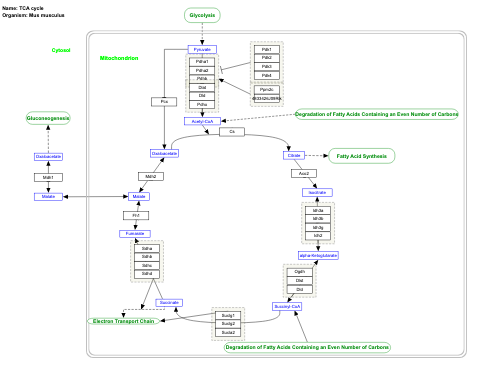 Name: TCA cycle
Organism: Mus musculus
Glycolysis
Cytosol
Mitochondrion
Pyruvate
Pdha1
Pdha2
Pdhb
Dlat
Dld
Pdhx
Pdk1
Pdk2
Pdk3
Pdk4
Ppm2c
Pcx
Acetyl-CoA
Degradation of Fatty Acids Containing an Even Number of Carbons
Gluconeogenesis
Cs
Oxaloacetate
Oxaloacetate
Citrate
Fatty Acid Synthesis
Mdh1
Mdh2
Aco2
Malate
Malate
Isocitrate
Fh1
Idh3a
Idh3b
Idh3g
Idh2
Fumarate
Sdha
Sdhb
Sdhc
Sdhd
alpha-Ketoglutarate
Ogdh
Dlst
Dld
Succinate
Succinyl-CoA
Suclg1
Suclg2
Sucla2
Electron Transport Chain
Degradation of Fatty Acids Containing an Even Number of Carbons